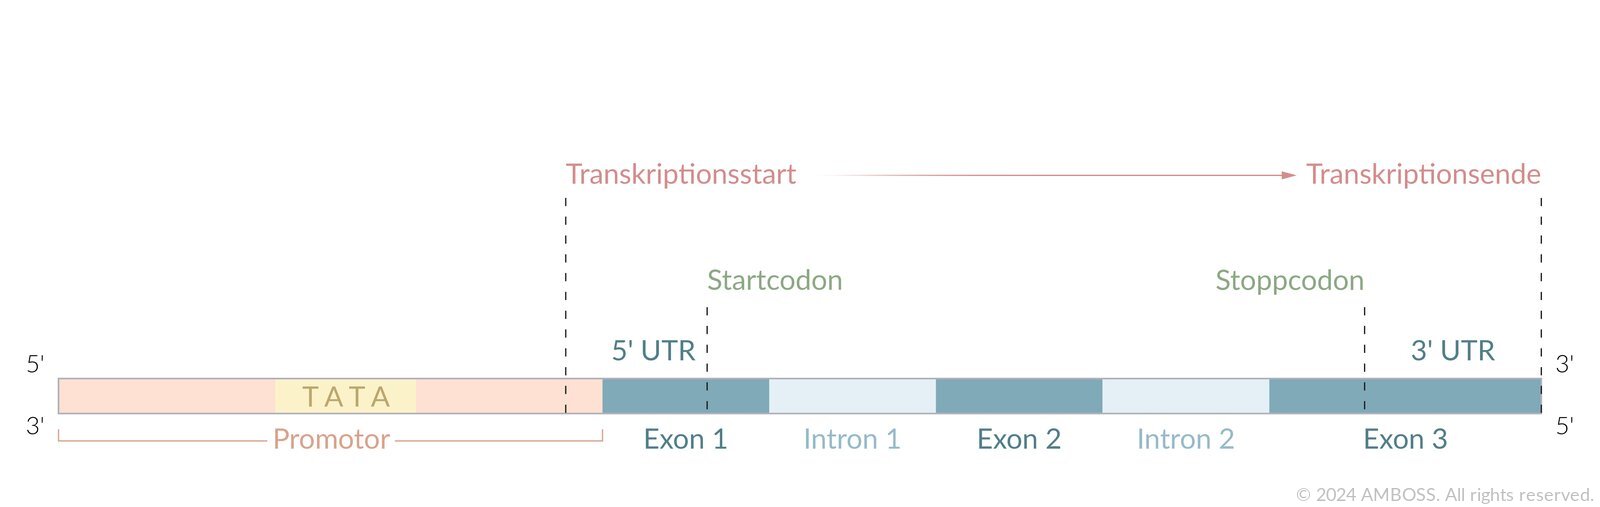 Transkriptionsstart Transkriptionsende
Startcodon Stoppcodon
5' UTR 3' UTR
5' 3'
TATA
3' 5'
Promotor Exon 1 Intron 1 Exon 2 Intron 2 Exon 3
© 2024 AMBOSS. All rights reserved.